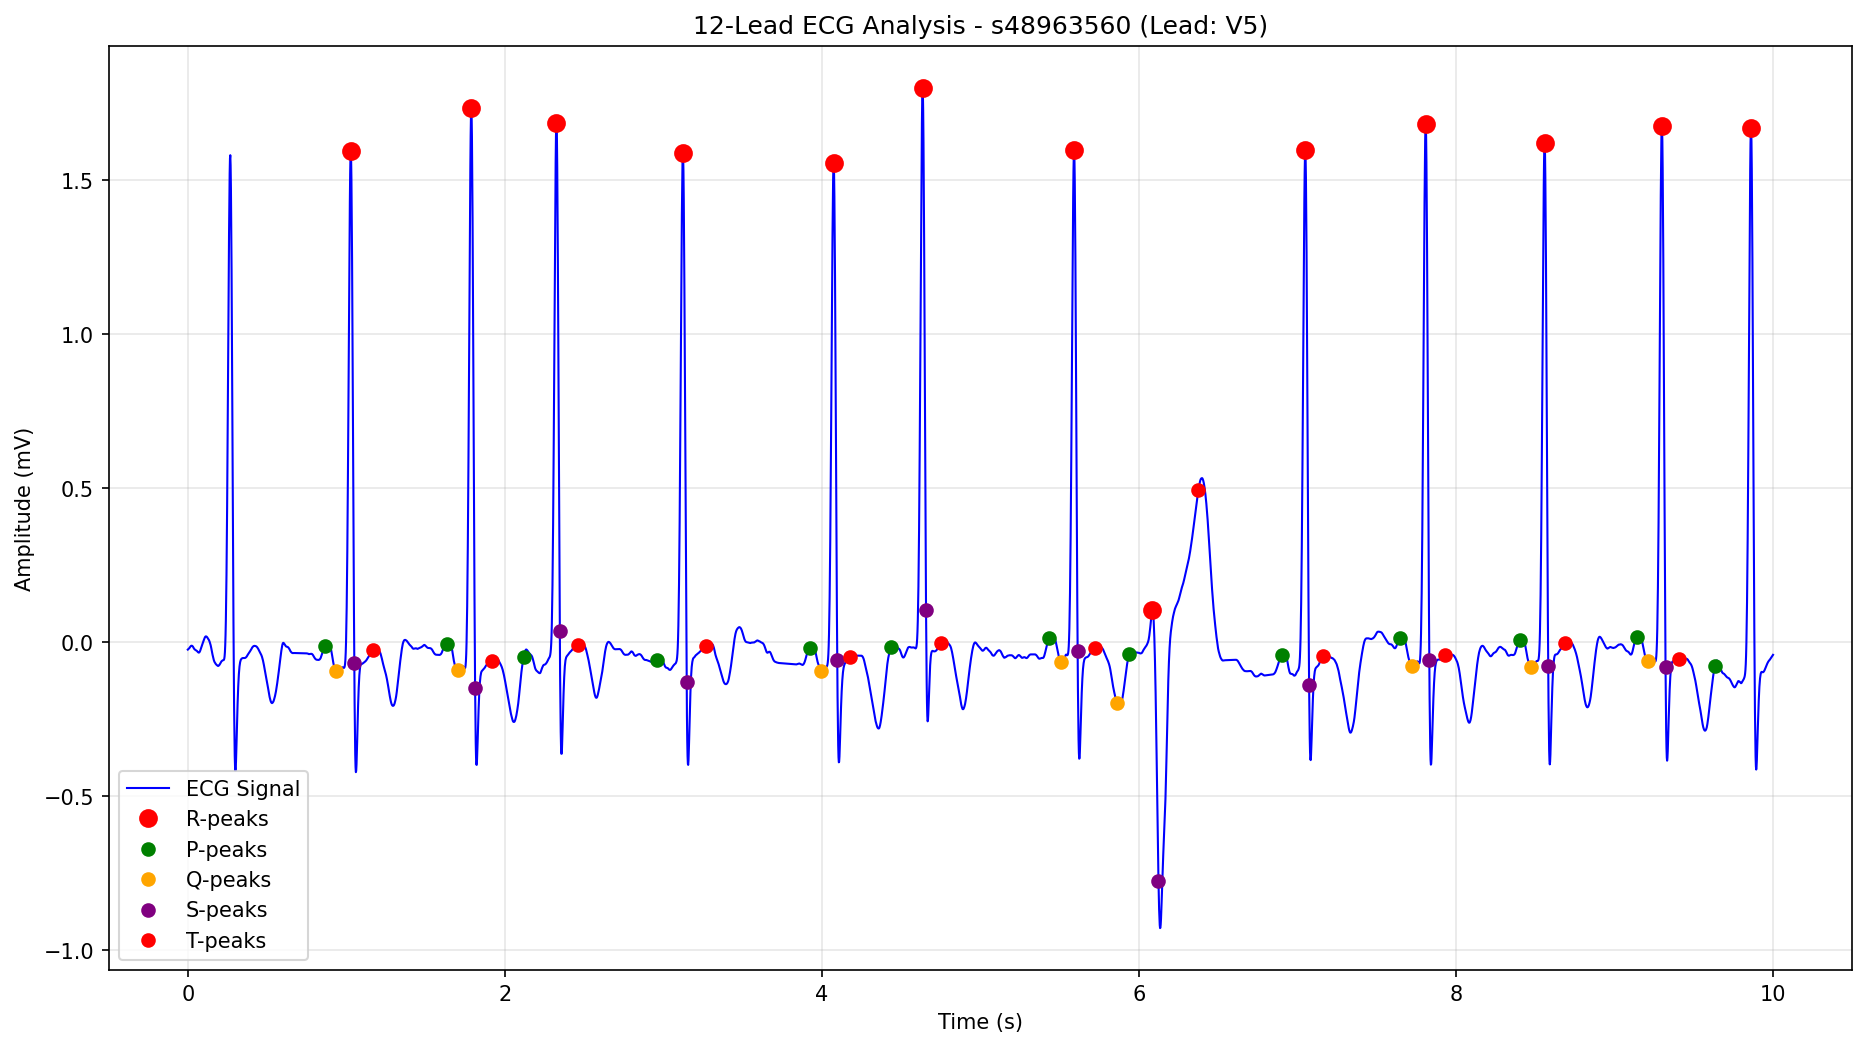 12-Lead ECG Analysis - s48963560 (Lead: V5)
Amplitude (mV)
1.5
1.0
0.5
0.0
−0.5
−1.0
ECG Signal
R-peaks
P-peaks
Q-peaks
S-peaks
T-peaks
0 2 4 6 8 10
Time (s)